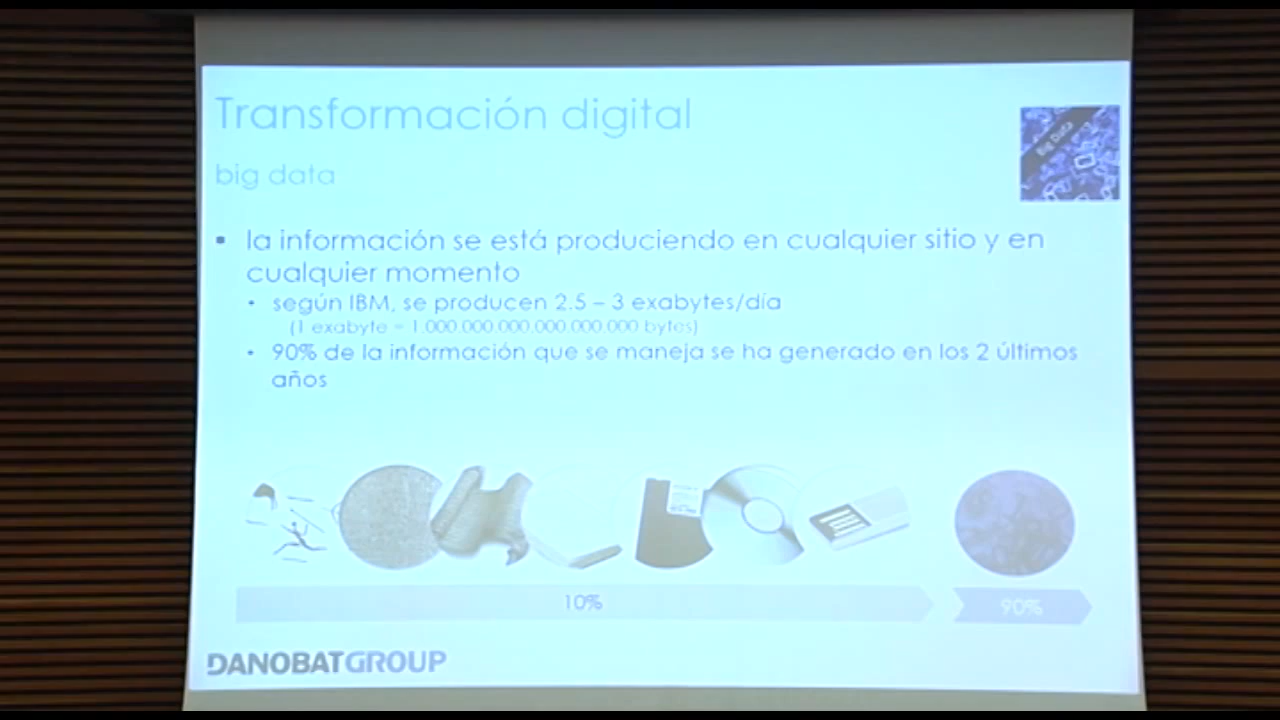 Transformación digital
Big Data
big data
▪ la información se está produciendo en cualquier sitio y en
cualquier momento
• según IBM, se producen 2.5 – 3 exabytes/día
(1 exabyte = 1.000.000.000.000.000.000 bytes)
• 90% de la información que se maneja se ha generado en los 2 últimos
años
10%
90%
DANOBATGROUP